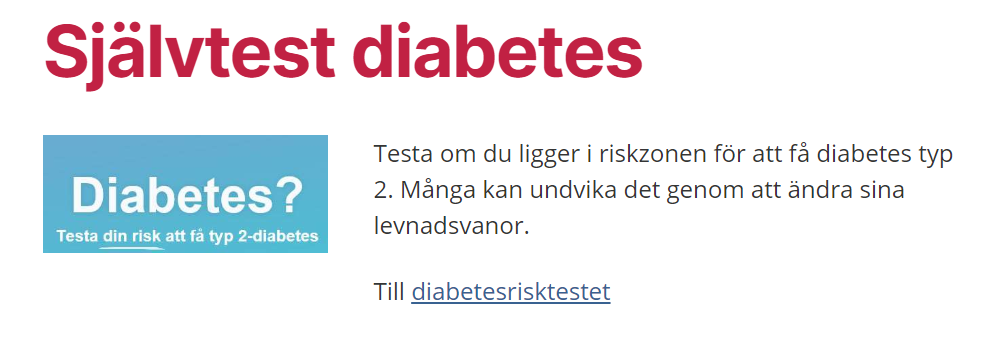 Självtest diabetes
Diabetes?
Testa din risk att få typ 2-diabetes
Testa om du ligger i riskzonen för att få diabetes typ
2. Många kan undvika det genom att ändra sina
levnadsvanor.
Till diabetesrisktestet